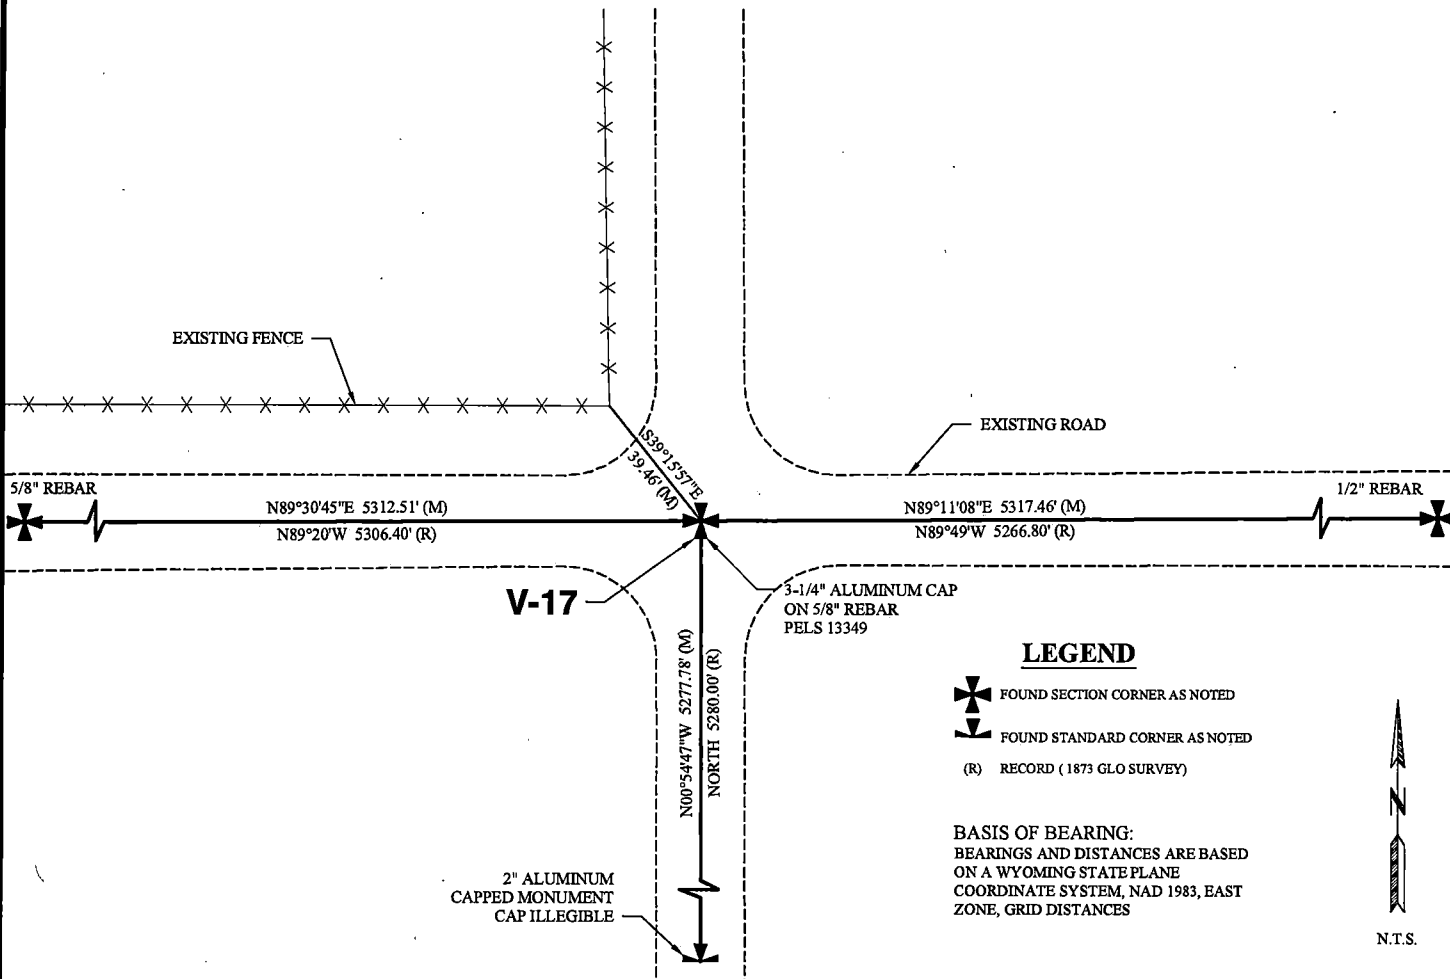 EXISTING FENCE
EXISTING ROAD
S39°15'57"E
39.46' (M)
5/8" REBAR
1/2" REBAR
N89°30'45"E 5312.51' (M)
N89°20'W 5306.40' (R)
N89°11'08"E 5317.46' (M)
N89°49'W 5266.80' (R)
V-17
3-1/4" ALUMINUM CAP
ON 5/8" REBAR
PELS 13349
N00°54'47"W 5277.78' (M)
NORTH 5280.00' (R)
LEGEND
FOUND SECTION CORNER AS NOTED
FOUND STANDARD CORNER AS NOTED
(R) RECORD ( 1873 GLO SURVEY)
BASIS OF BEARING:
BEARINGS AND DISTANCES ARE BASED
ON A WYOMING STATE PLANE
COORDINATE SYSTEM, NAD 1983, EAST
ZONE, GRID DISTANCES
2" ALUMINUM
CAPPED MONUMENT
CAP ILLEGIBLE
N
N.T.S.